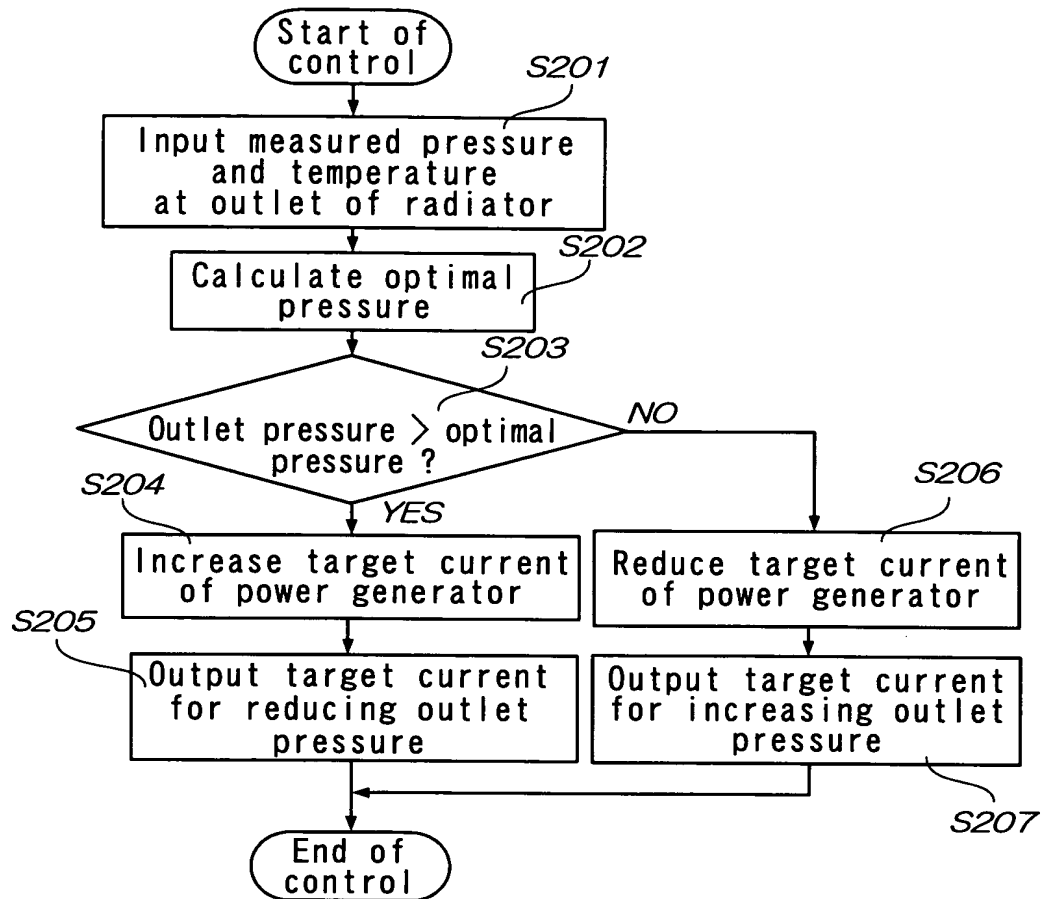 Start of
control
S201
Input measured pressure
and temperature
at outlet of radiator
S202
Calculate optimal
pressure
S203
Outlet pressure > optimal
pressure ?
NO
YES
S204
Increase target current
of power generator
S206
Reduce target current
of power generator
S205
Output target current
for reducing outlet
pressure
Output target current
for increasing outlet
pressure
S207
End of
control